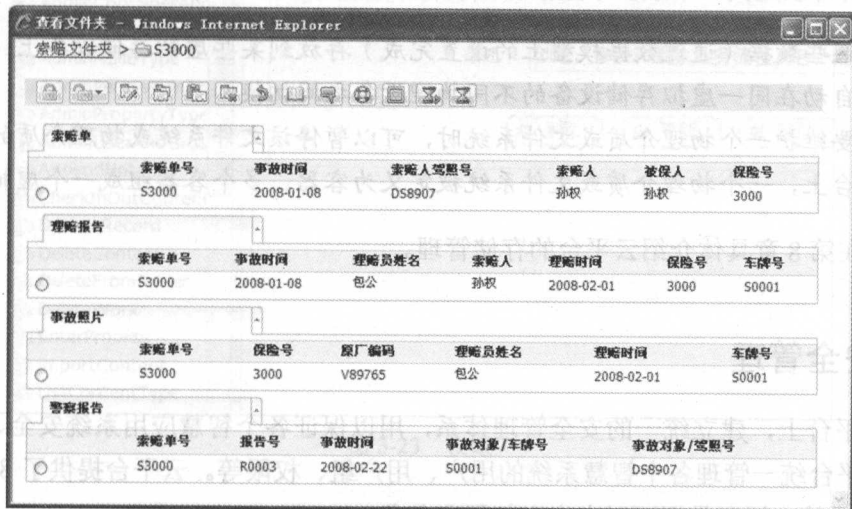 查看文件夹 - Windows Internet Explorer
索赔文件夹 > S3000
索赔单
索赔单号 事故时间 索赔人驾照号 索赔人 被保人 保险号
S3000 2008-01-08 DS8907 孙权 孙权 3000
理赔报告
索赔单号 事故时间 理赔员姓名 索赔人 理赔时间 保险号 车牌号
S3000 2008-01-08 包公 孙权 2008-02-01 3000 S0001
事故照片
索赔单号 保险号 原厂编码 理赔员姓名 理赔时间 车牌号
S3000 3000 V89765 包公 2008-02-01 S0001
警察报告
索赔单号 报告号 事故时间 事故对象/车牌号 事故对象/驾照号
S3000 R0003 2008-02-22 S0001 DS8907